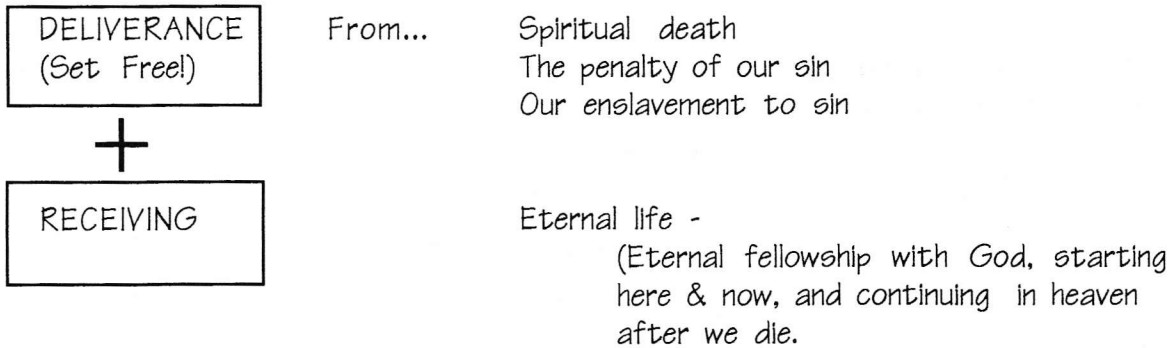 DELIVERANCE From... Spiritual death
(Set Free!) The penalty of our sin
Our enslavement to sin
+
RECEIVING Eternal life -
(Eternal fellowship with God, starting
here & now, and continuing in heaven
after we die.